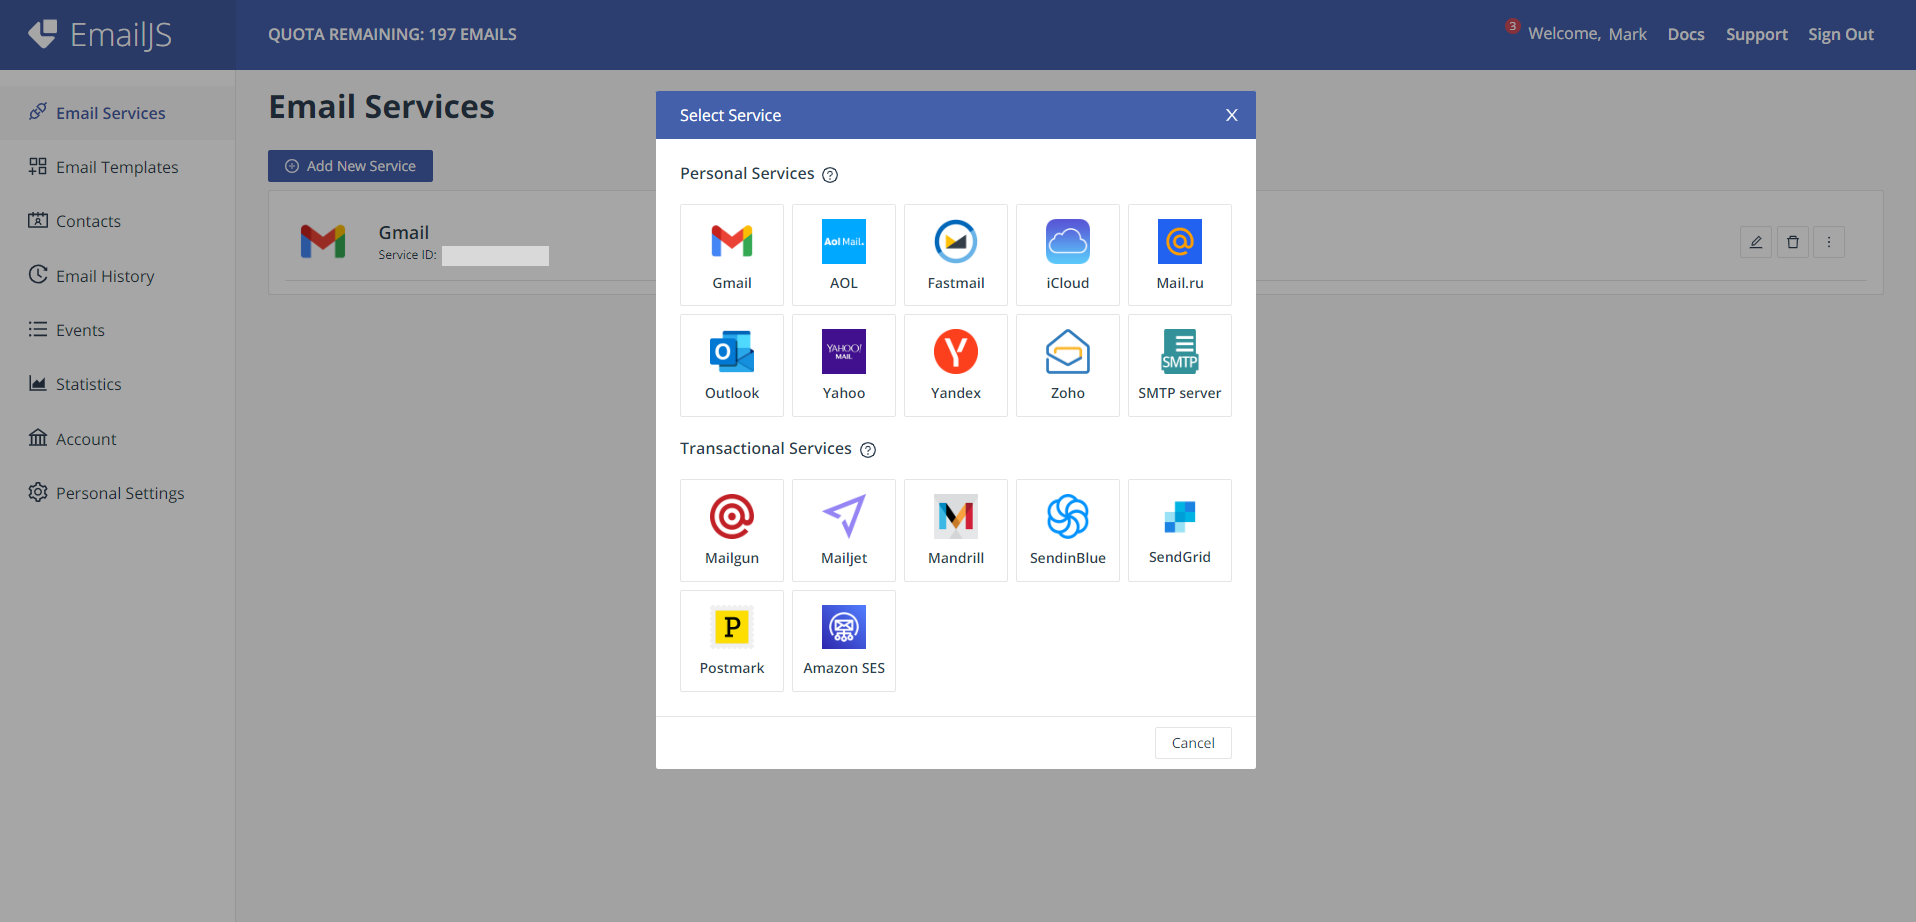 EmailJS
QUOTA REMAINING: 197 EMAILS
3
Welcome, Mark
Docs
Support
Sign Out
Email Services
Email Templates
Contacts
Email History
Events
Statistics
Account
Personal Settings
Email Services
Add New Service
Gmail
Service ID:
Select Service
X
Personal Services ?
Aol Mail.
Gmail
AOL
Fastmail
iCloud
Mail.ru
O
YAHOO!
MAIL
Y
SMTP
Outlook
Yahoo
Yandex
Zoho
SMTP server
Transactional Services ?
Mailgun
Mailjet
Mandrill
SendinBlue
SendGrid
P
Postmark
Amazon SES
Cancel